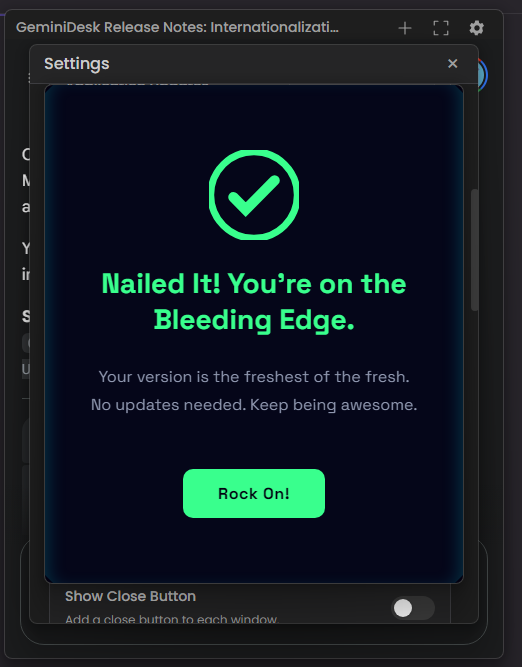 GeminiDesk Release Notes: Internationalizati...
Settings
Nailed It! You're on the
Bleeding Edge.
Your version is the freshest of the fresh.
No updates needed. Keep being awesome.
Rock On!
Show Close Button
Add a close button to each window.